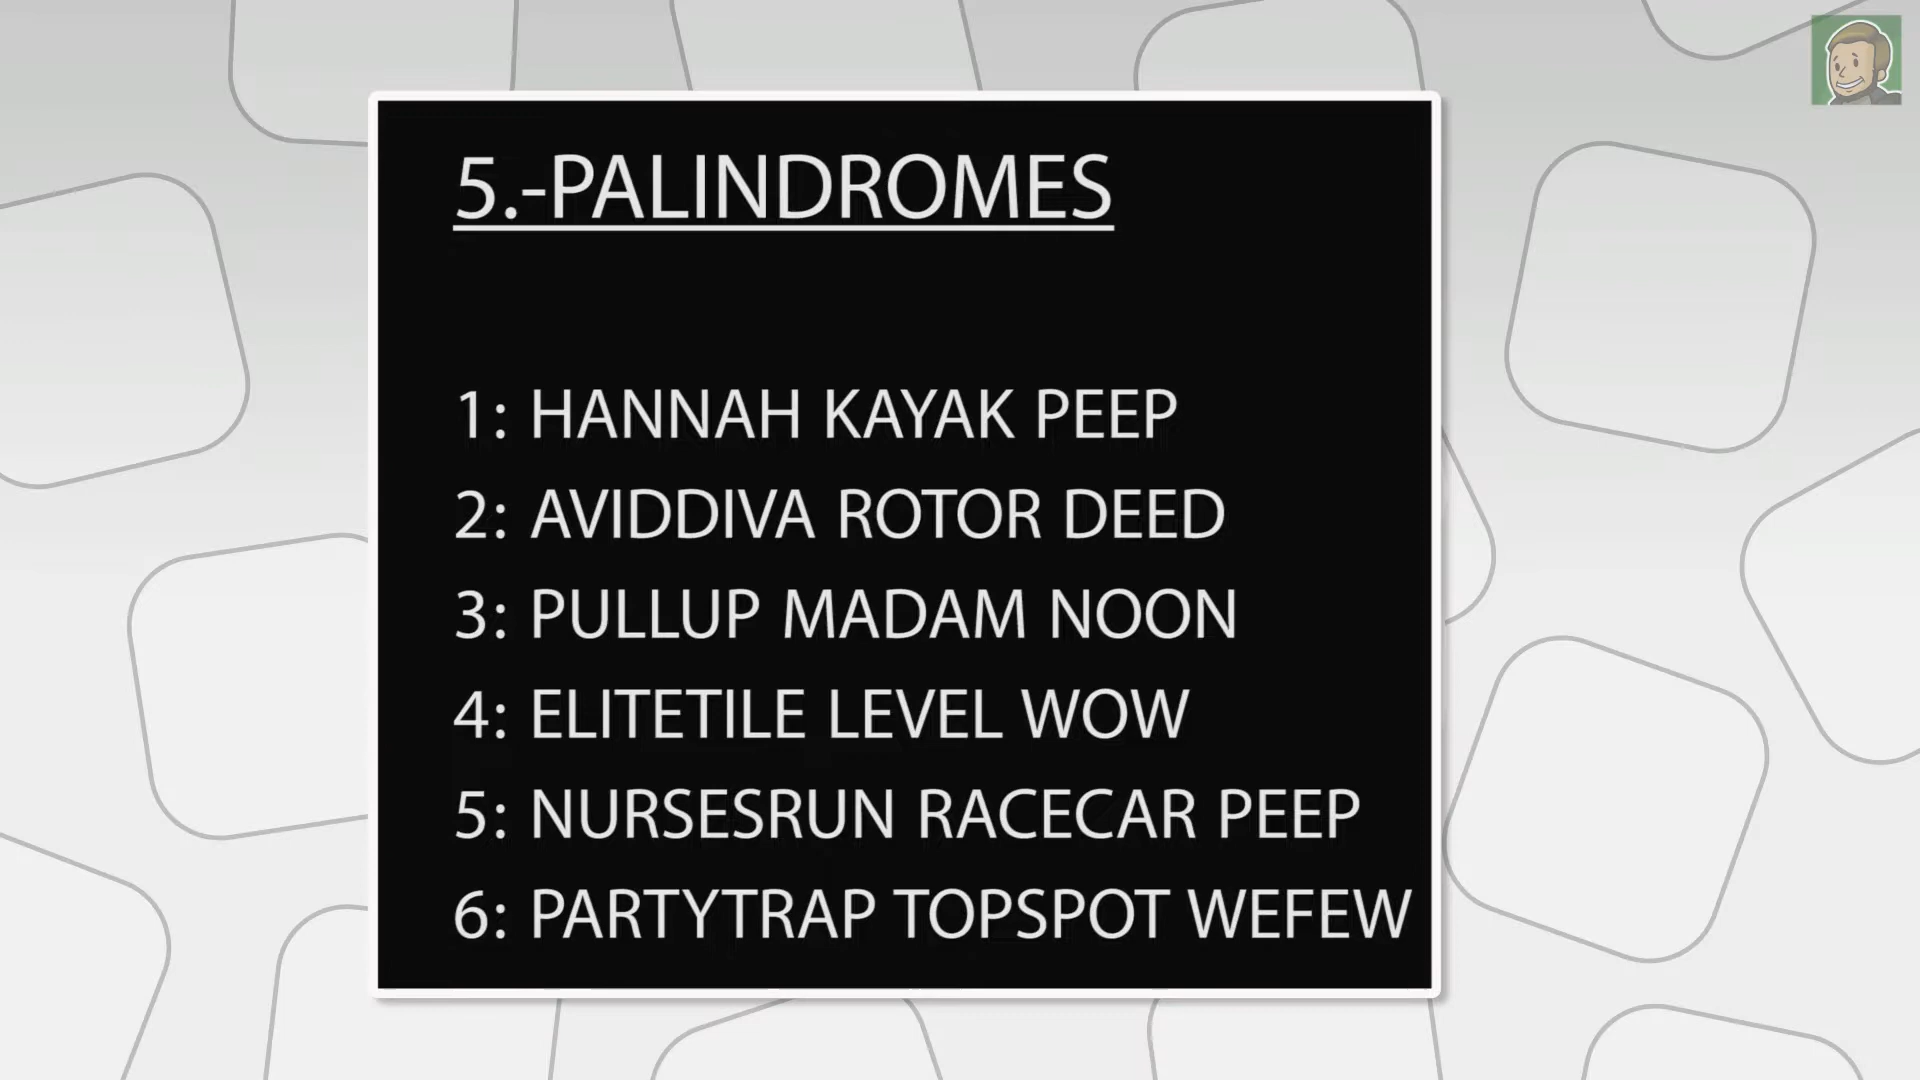 5.-PALINDROMES
1: HANNAH KAYAK PEEP
2: AVIDDIVA ROTOR DEED
3: PULLUP MADAM NOON
4: ELITETILE LEVEL WOW
5: NURSESRUN RACECAR PEEP
6: PARTYTRAP TOPSPOT WEFEW